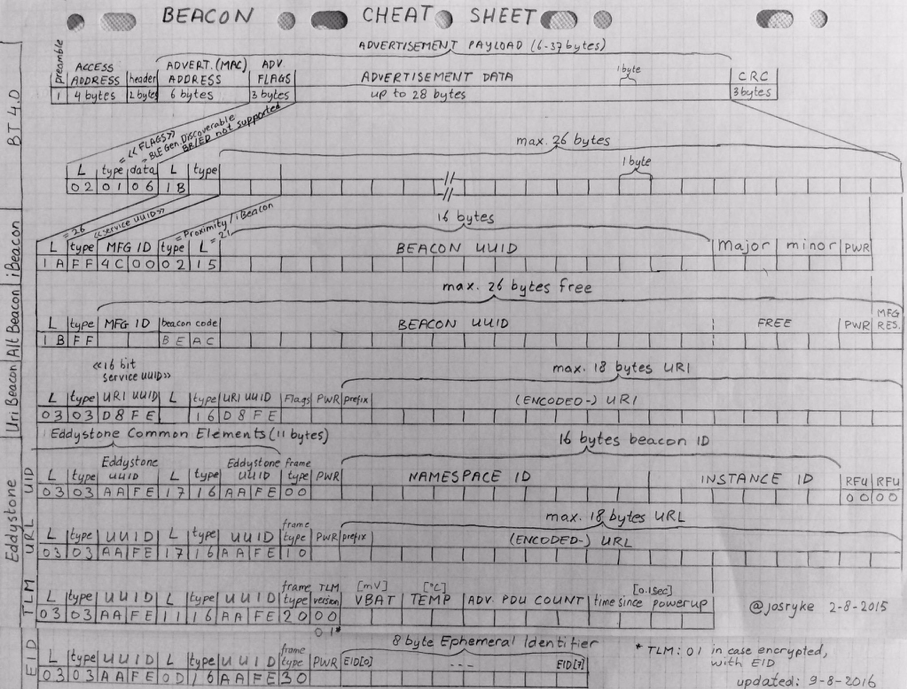 BEACON CHEAT SHEET
ADVERTISEMENT PAYLOAD (6-37 bytes)
preamble ACCESS ADDRESS header ADVERT. (MAC) ADDRESS ADV FLAGS ADVERTISEMENT DATA 1 byte CRC
1 4 bytes 2 bytes 6 bytes 3 bytes up to 28 bytes 3 bytes
BT 4.0
= <<FLAGS>>
= BLE Gen. Discoverable
BR/ED not supported
max. 26 bytes
L type data L type 1 byte
02 01 06 1B
= 26 <<service UUID>> = Proximity/iBeacon = 21
16 bytes
iBeacon
L type MFG ID type L BEACON UUID Major minor PWR
1A FF 4C 00 02 15
max. 26 bytes free
Alt Beacon
L type MFG ID beacon code BEACON UUID FREE PWR MFG RES.
1B FF BE AC
<<16 bit service UUID>>
max. 18 bytes URI
Uri Beacon
L type URI UUID L type URI UUID Flags PWR prefix (ENCODED-) URI
03 03 D8 FE 16 D8 FE
Eddystone Common Elements (11 bytes)
16 bytes beacon ID
Eddystone
UID
L type Eddystone UUID L type Eddystone UUID frame type PWR NAMESPACE ID INSTANCE ID RFU RFU
03 03 AA FE 17 16 AA FE 00 00 00
max. 18 bytes URL
URL
L type UUID L type UUID frame type PWR prefix (ENCODED-) URL
03 03 AA FE 17 16 AA FE 10
TLM
L type UUID L type UUID frame type TLM version [mV] VBAT [°C] TEMP ADV. PDU COUNT [0.1sec] time since powerup
03 03 AA FE 11 16 AA FE 20 00
01*
@josryke 2-8-2015
8 byte Ephemeral Identifier
EID
L type UUID L type UUID frame type PWR EID[0] --- EID[7]
03 03 AA FE 0D 16 AA FE 30
* TLM: 01 in case encrypted,
with EID
updated: 9-8-2016